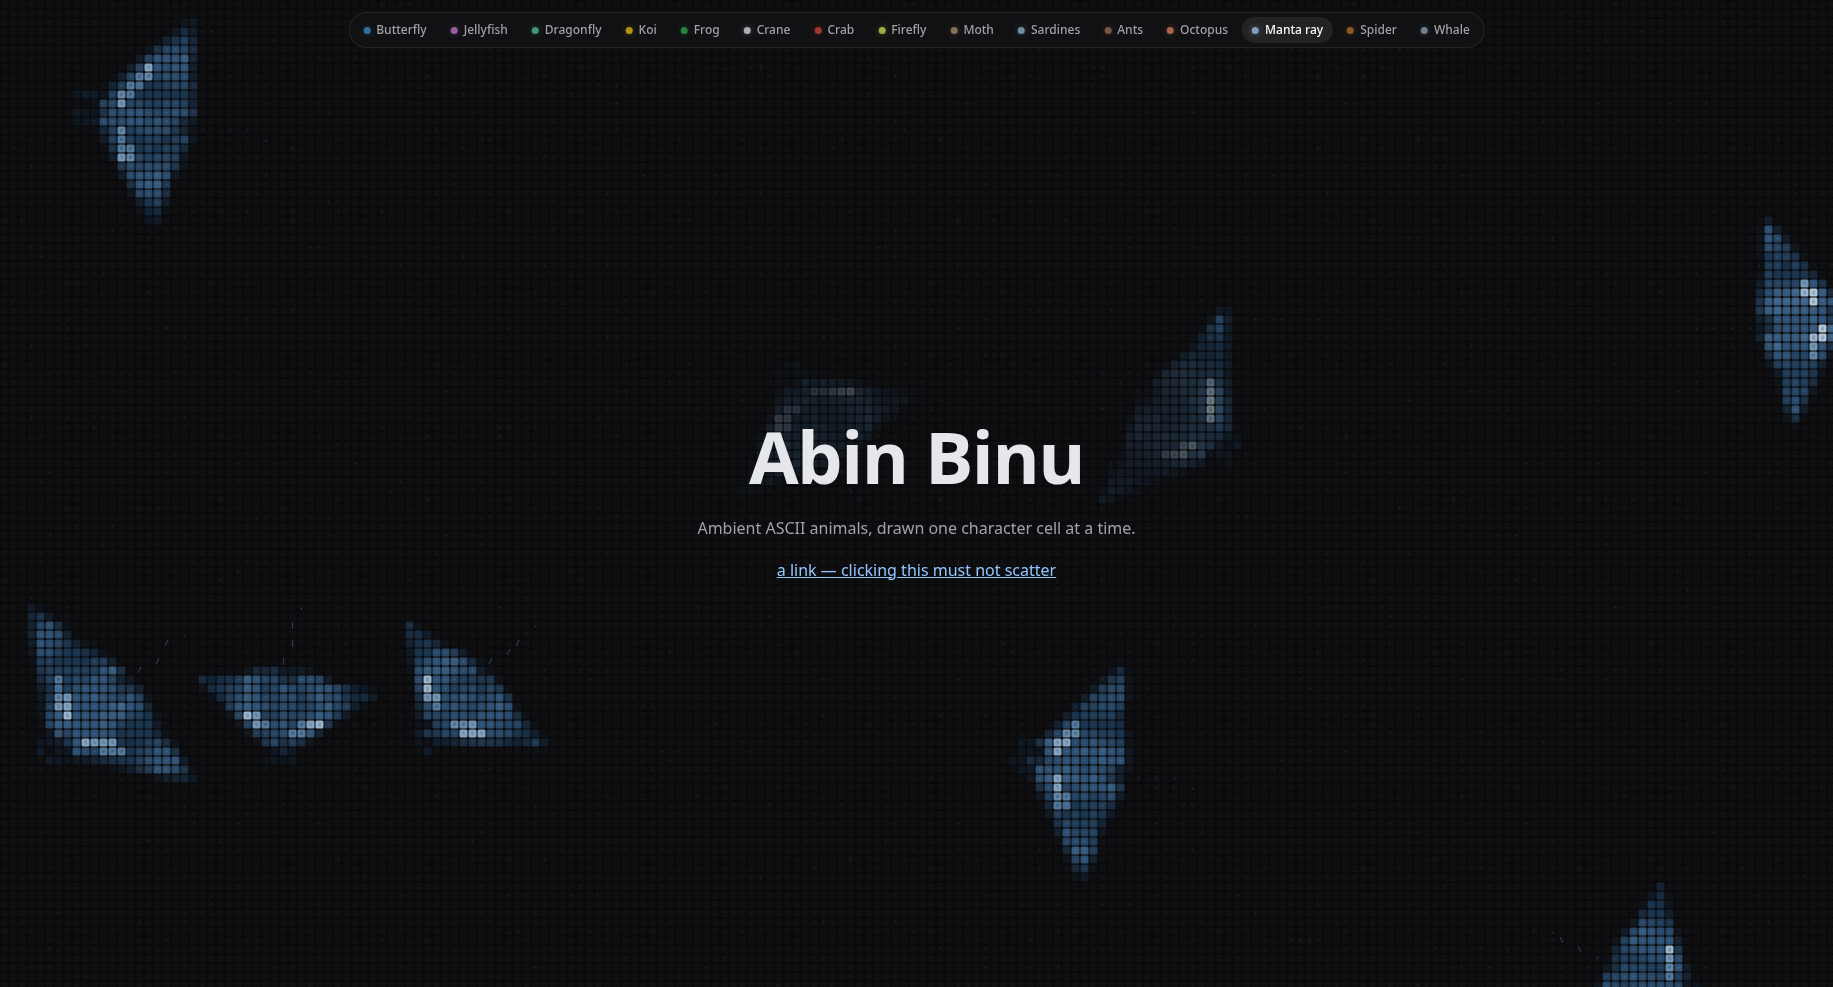 Butterfly Jellyfish Dragonfly Koi Frog Crane Crab Firefly Moth Sardines Ants Octopus Manta ray Spider Whale
Abin Binu
Ambient ASCII animals, drawn one character cell at a time.
a link — clicking this must not scatter